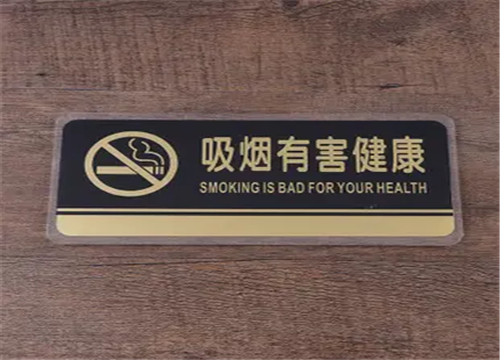 吸烟有害健康
SMOKING IS BAD FOR YOUR HEALTH